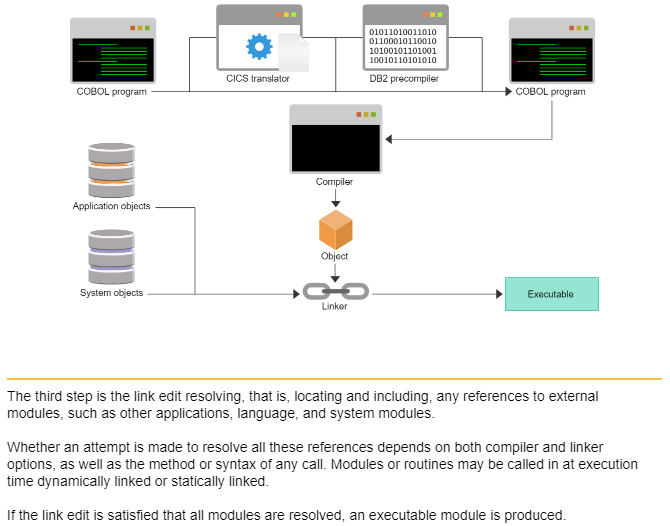 01011010011010
01100010110010
10100101101001
10010110101010
CICS translator
DB2 precompiler
COBOL program
COBOL program
Compiler
Application objects
Object
System objects
Linker
Executable
The third step is the link edit resolving, that is, locating and including, any references to external
modules, such as other applications, language, and system modules.
Whether an attempt is made to resolve all these references depends on both compiler and linker
options, as well as the method or syntax of any call. Modules or routines may be called in at execution
time dynamically linked or statically linked.
If the link edit is satisfied that all modules are resolved, an executable module is produced.